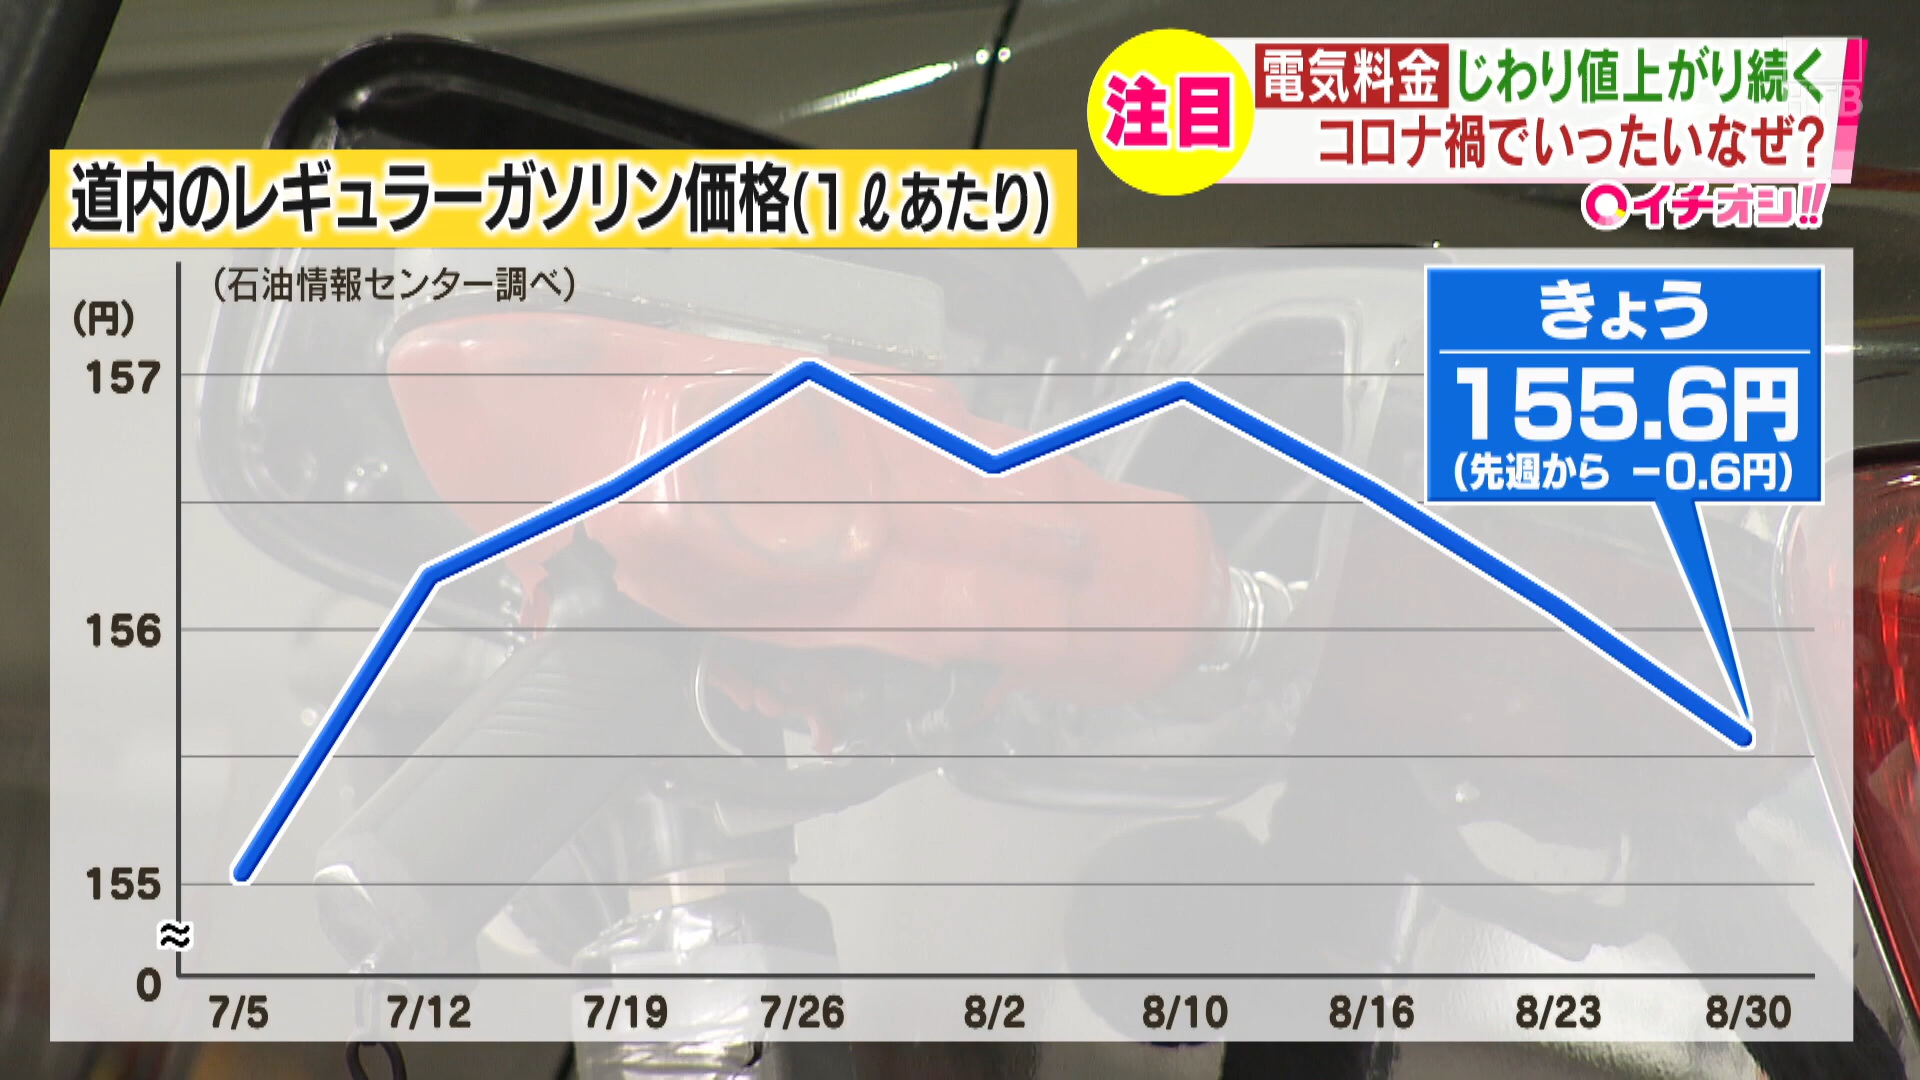 注目
電気料金じわり値上がり続く
コロナ禍でいったいなぜ?
HTB
イチオシ!!
道内のレギュラーガソリン価格(1ℓあたり)
(石油情報センター調べ)
(円)
157
156
155
0
きょう
155.6円
(先週から -0.6円)
7/5 7/12 7/19 7/26 8/2 8/10 8/16 8/23 8/30